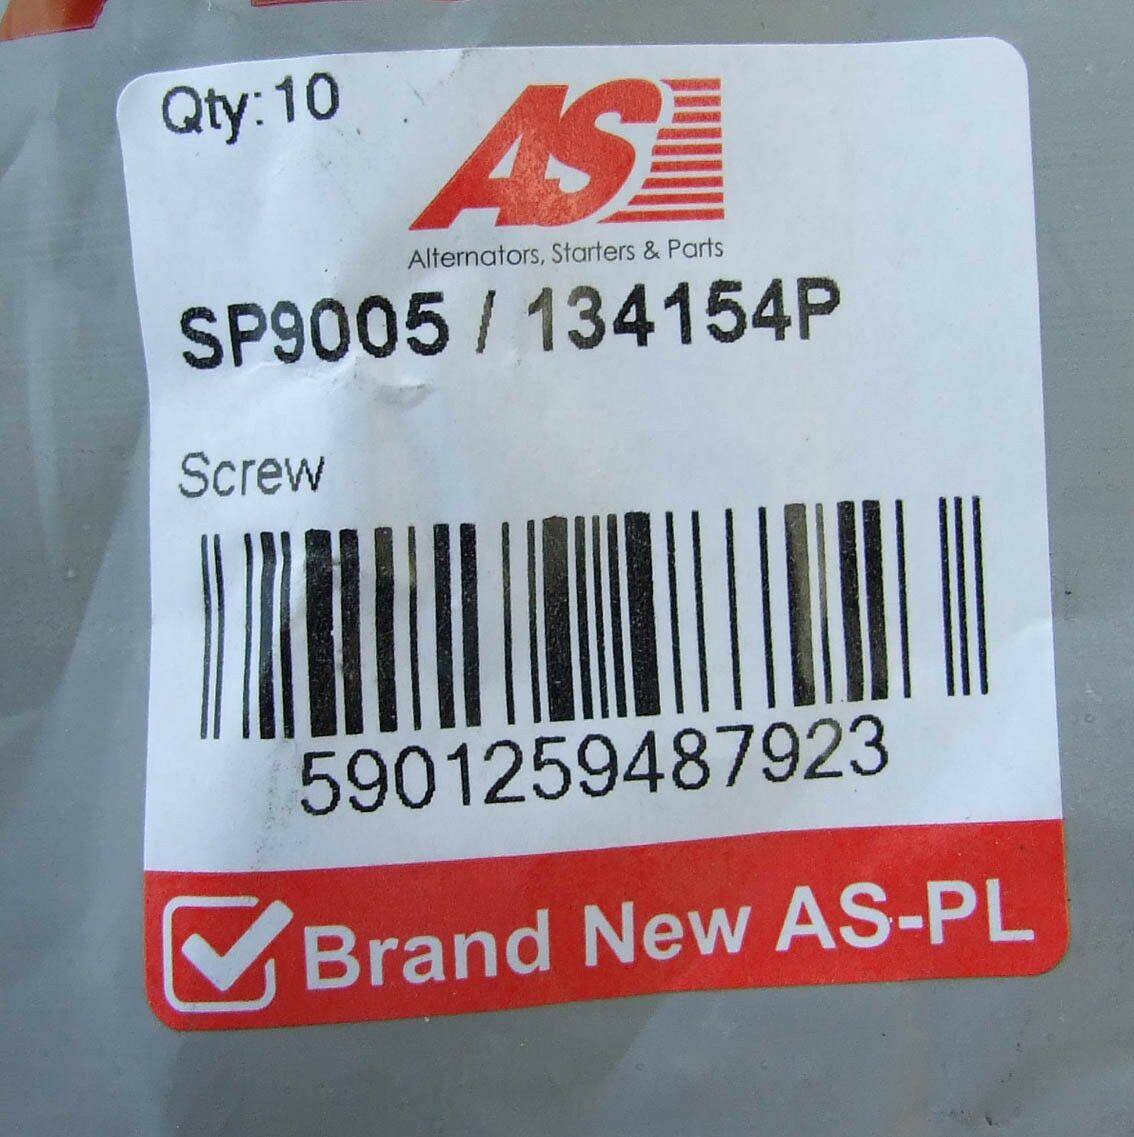 Qty: 10
AS
Alternators, Starters & Parts
SP9005 / 134154P
Screw
5901259487923
Brand New AS-PL